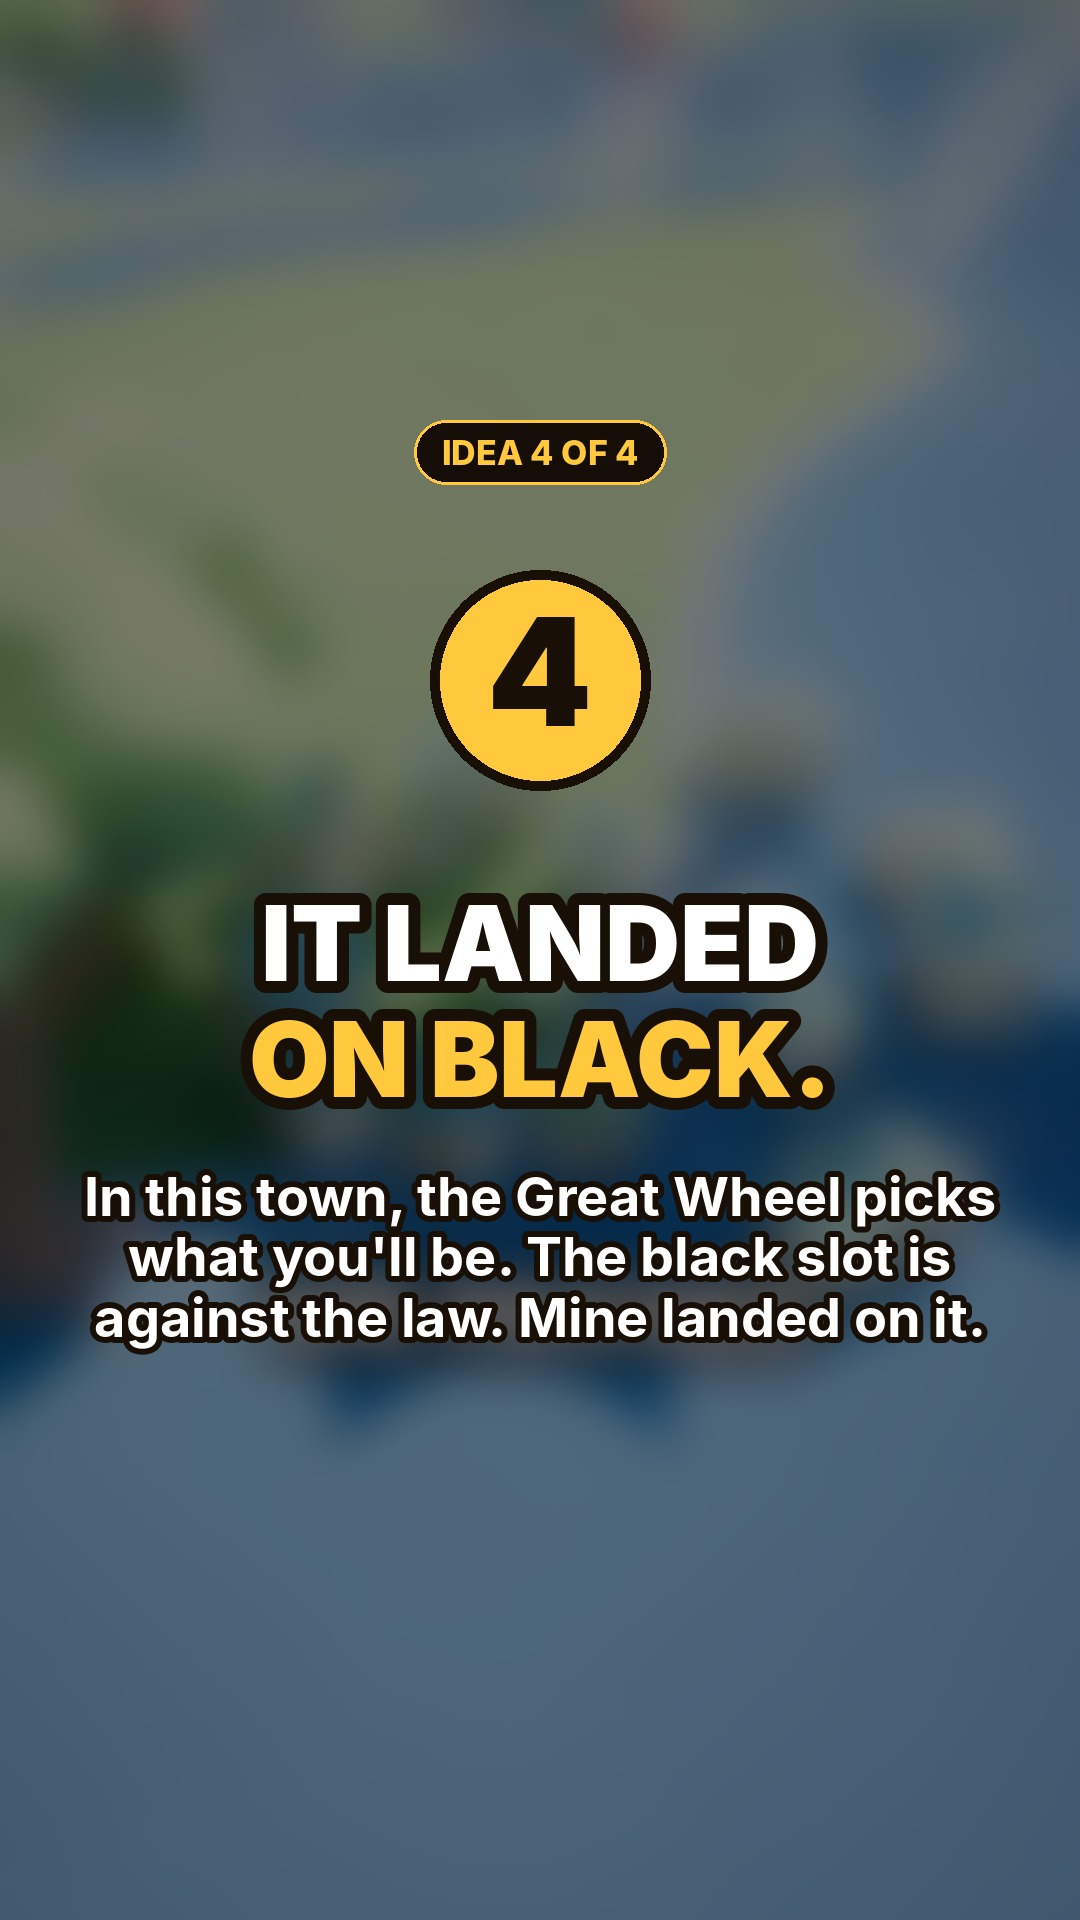 IDEA 4 OF 4
4
IT LANDED
ON BLACK.
In this town, the Great Wheel picks
what you'll be. The black slot is
against the law. Mine landed on it.